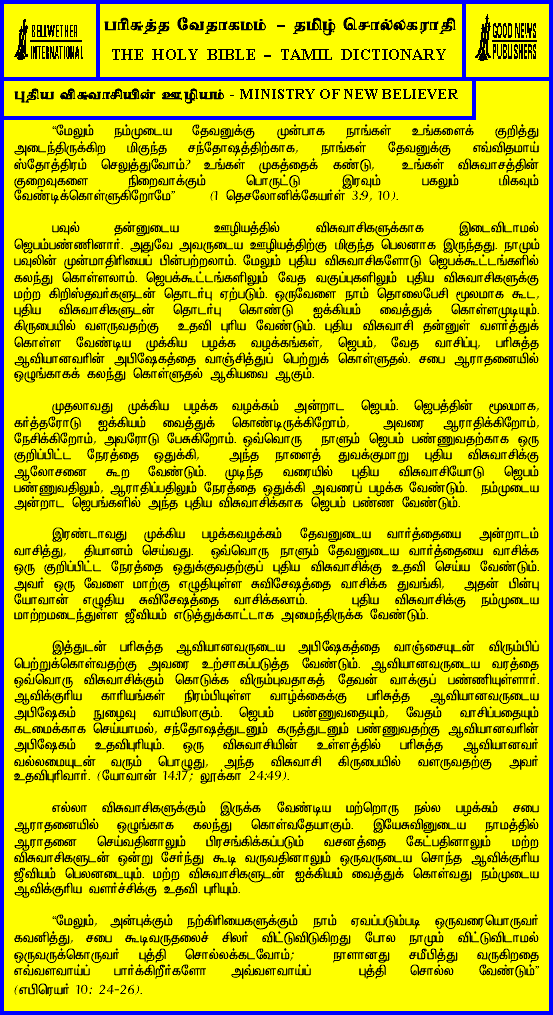 BELLWETHER
INTERNATIONAL
பரிசுத்த வேதாகமம் – தமிழ் சொல்லகராதி
THE HOLY BIBLE – TAMIL DICTIONARY
GOOD NEWS
PUBLISHERS
புதிய விசுவாசியின் ஊழியம் - MINISTRY OF NEW BELIEVER
“மேலும் நம்முடைய தேவனுக்கு முன்பாக நாங்கள் உங்களைக் குறித்து
அடைந்திருக்கிற மிகுந்த சந்தோஷத்திற்காக, நாங்கள் தேவனுக்கு எவ்விதமாய்
ஸ்தோத்திரம் செலுத்துவோம்? உங்கள் முகத்தைக் கண்டு, உங்கள் விசுவாசத்தின்
குறைவுகளை நிறைவாக்கும் பொருட்டு இரவும் பகலும் மிகவும்
வேண்டிக்கொள்ளுகிறோமே” (1 தெசலோனிக்கேயர்ள் 3:9, 10).
பவுல் தன்னுடைய ஊழியத்தில் விசுவாசிகளுக்காக இடைவிடாமல்
ஜெபம்பண்ணினார். அதுவே அவருடைய ஊழியத்திற்கு மிகுந்த பெலனாக இருந்தது. நாமும்
பவுலின் முன்மாதிரியைப் பின்பற்றலாம். மேலும் புதிய விசுவாசிகளோடு ஜெபக்கூட்டங்களில்
கலந்து கொள்ளலாம். ஜெபக்கூட்டங்களிலும் வேத வகுப்புகளிலும் புதிய விசுவாசிகளுக்கு
மற்ற கிறிஸ்தவர்களுடன் தொடர்பு ஏற்படும். ஒருவேளை நாம் தொலைபேசி மூலமாக கூட,
புதிய விசுவாசிகளுடன் தொடர்பு கொண்டு ஐக்கியம் வைத்துக் கொள்ளமுடியும்.
கிருபையில் வளருவதற்கு உதவி புரிய வேண்டும். புதிய விசுவாசி தன்னுள் வளர்த்துக்
கொள்ள வேண்டிய முக்கிய பழக்க வழக்கங்கள், ஜெபம், வேத வாசிப்பு, பரிசுத்த
ஆவியானவரின் அபிஷேகத்தை வாஞ்சித்துப் பெற்றுக் கொள்ளுதல். சபை ஆராதனையில்
ஒழுங்காகக் கலந்து கொள்ளுதல் ஆகியவை ஆகும்.
முதலாவது முக்கிய பழக்க வழக்கம் அன்றாட ஜெபம். ஜெபத்தின் மூலமாக,
கர்த்தரோடு ஐக்கியம் வைத்துக் கொண்டிருக்கிறோம், அவரை ஆராதிக்கிறோம்,
நேசிக்கிறோம், அவரோடு பேசுகிறோம். ஒவ்வொரு நாளும் ஜெபம் பண்ணுவதற்காக ஒரு
குறிப்பிட்ட நேரத்தை ஒதுக்கி, அந்த நாளைத் துவக்குமாறு புதிய விசுவாசிக்கு
ஆலோசனை கூற வேண்டும். முடிந்த வரையில் புதிய விசுவாசியோடு ஜெபம்
பண்ணுவதிலும், ஆராதிப்பதிலும் நேரத்தை ஒதுக்கி அவரைப் பழக்க வேண்டும். நம்முடைய
அன்றாட ஜெபங்களில் அந்த புதிய விசுவாசிக்காக ஜெபம் பண்ண வேண்டும்.
இரண்டாவது முக்கிய பழக்கவழக்கம் தேவனுடைய வார்த்தையை அன்றாடம்
வாசித்து, தியானம் செய்வது. ஒவ்வொரு நாளும் தேவனுடைய வார்த்தையை வாசிக்க
ஒரு குறிப்பிட்ட நேரத்தை ஒதுக்குவதற்குப் புதிய விசுவாசிக்கு உதவி செய்ய வேண்டும்.
அவர் ஒரு வேளை மாற்கு எழுதியுள்ள சுவிசேஷத்தை வாசிக்க துவங்கி, அதன் பின்பு
யோவான் எழுதிய சுவிசேஷத்தை வாசிக்கலாம். புதிய விசுவாசிக்கு நம்முடைய
மாற்றமடைந்துள்ள ஜீவியம் எடுத்துக்காட்டாக அமைந்திருக்க வேண்டும்.
இத்துடன் பரிசுத்த ஆவியானவருடைய அபிஷேகத்தை வாஞ்சையுடன் விரும்பிப்
பெற்றுக்கொள்வதற்கு அவரை உற்சாகப்படுத்த வேண்டும். ஆவியானவருடைய வரத்தை
ஒவ்வொரு விசுவாசிக்கும் கொடுக்க விரும்புவதாகத் தேவன் வாக்குப் பண்ணியுள்ளார்.
ஆவிக்குரிய காரியங்கள் நிரம்பியுள்ள வாழ்க்கைக்கு பரிசுத்த ஆவியானவருடைய
அபிஷேகம் நுழைவு வாயிலாகும். ஜெபம் பண்ணுவதையும், வேதம் வாசிப்பதையும்
கடமைக்காக செய்யாமல், சந்தோஷத்துடனும் கருத்துடனும் பண்ணுவதற்கு ஆவியானவரின்
அபிஷேகம் உதவிபுரியும். ஒரு விசுவாசியின் உள்ளத்தில் பரிசுத்த ஆவியானவர்
வல்லமையுடன் வரும் பொழுது, அந்த விசுவாசி கிருபையில் வளருவதற்கு அவர்
உதவிபுரிவார். (யோவான் 14:17; லூக்கா 24:49).
எல்லா விசுவாசிகளுக்கும் இருக்க வேண்டிய மற்றொரு நல்ல பழக்கம் சபை
ஆராதனையில் ஒழுங்காக கலந்து கொள்வதேயாகும். இயேசுவினுடைய நாமத்தில்
ஆராதனை செய்வதினாலும் பிரசங்கிக்கப்படும் வசனத்தை கேட்பதினாலும் மற்ற
விசுவாசிகளுடன் ஒன்று சேர்ந்து கூடி வருவதினாலும் ஒருவருடைய சொந்த ஆவிக்குரிய
ஜீவியம் பெலனடையும். மற்ற விசுவாசிகளுடன் ஐக்கியம் வைத்துக் கொள்வது நம்முடைய
ஆவிக்குரிய வளர்ச்சிக்கு உதவி புரியும்.
“மேலும், அன்புக்கும் நற்கிரியைகளுக்கும் நாம் ஏவப்படும்படி ஒருவரையொருவர்
கவனித்து, சபை கூடிவருதலைச் சிலர் விட்டுவிடுகிறது போல நாமும் விட்டுவிடாமல்
ஒருவருக்கொருவர் புத்தி சொல்லக்கடவோம்; நாளானது சமீபித்து வருகிறதை
எவ்வளவாய்ப் பார்க்கிறீர்களோ அவ்வளவாய்ப் புத்தி சொல்ல வேண்டும்”
(எபிரெயர் 10: 24-26).